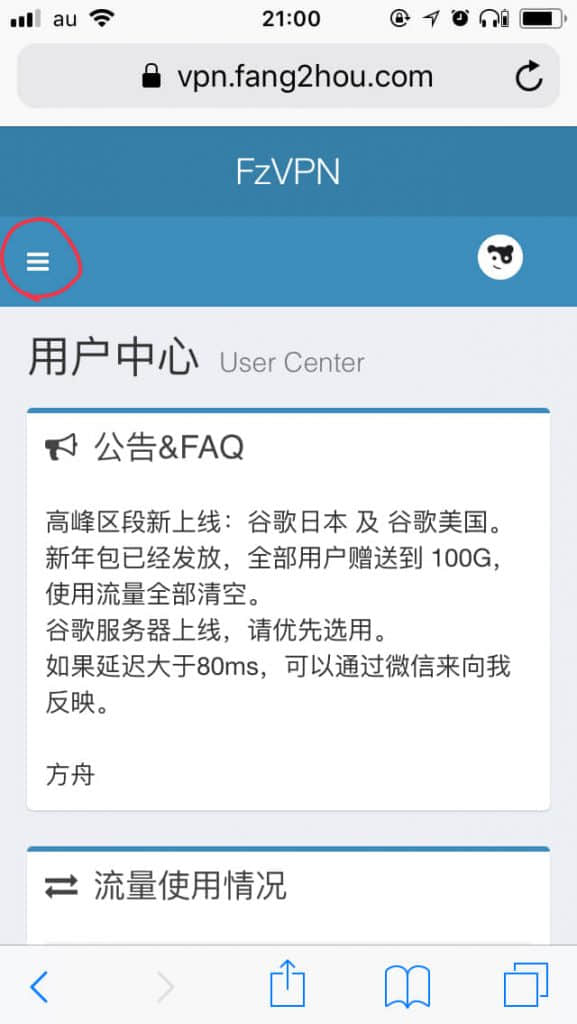 au 21:00
vpn.fang2hou.com
FzVPN
用户中心 User Center
公告&FAQ
高峰区段新上线：谷歌日本 及 谷歌美国。
新年包已经发放，全部用户赠送到 100G，
使用流量全部清空。
谷歌服务器上线，请优先选用。
如果延迟大于80ms，可以通过微信来向我
反映。
方舟
流量使用情况